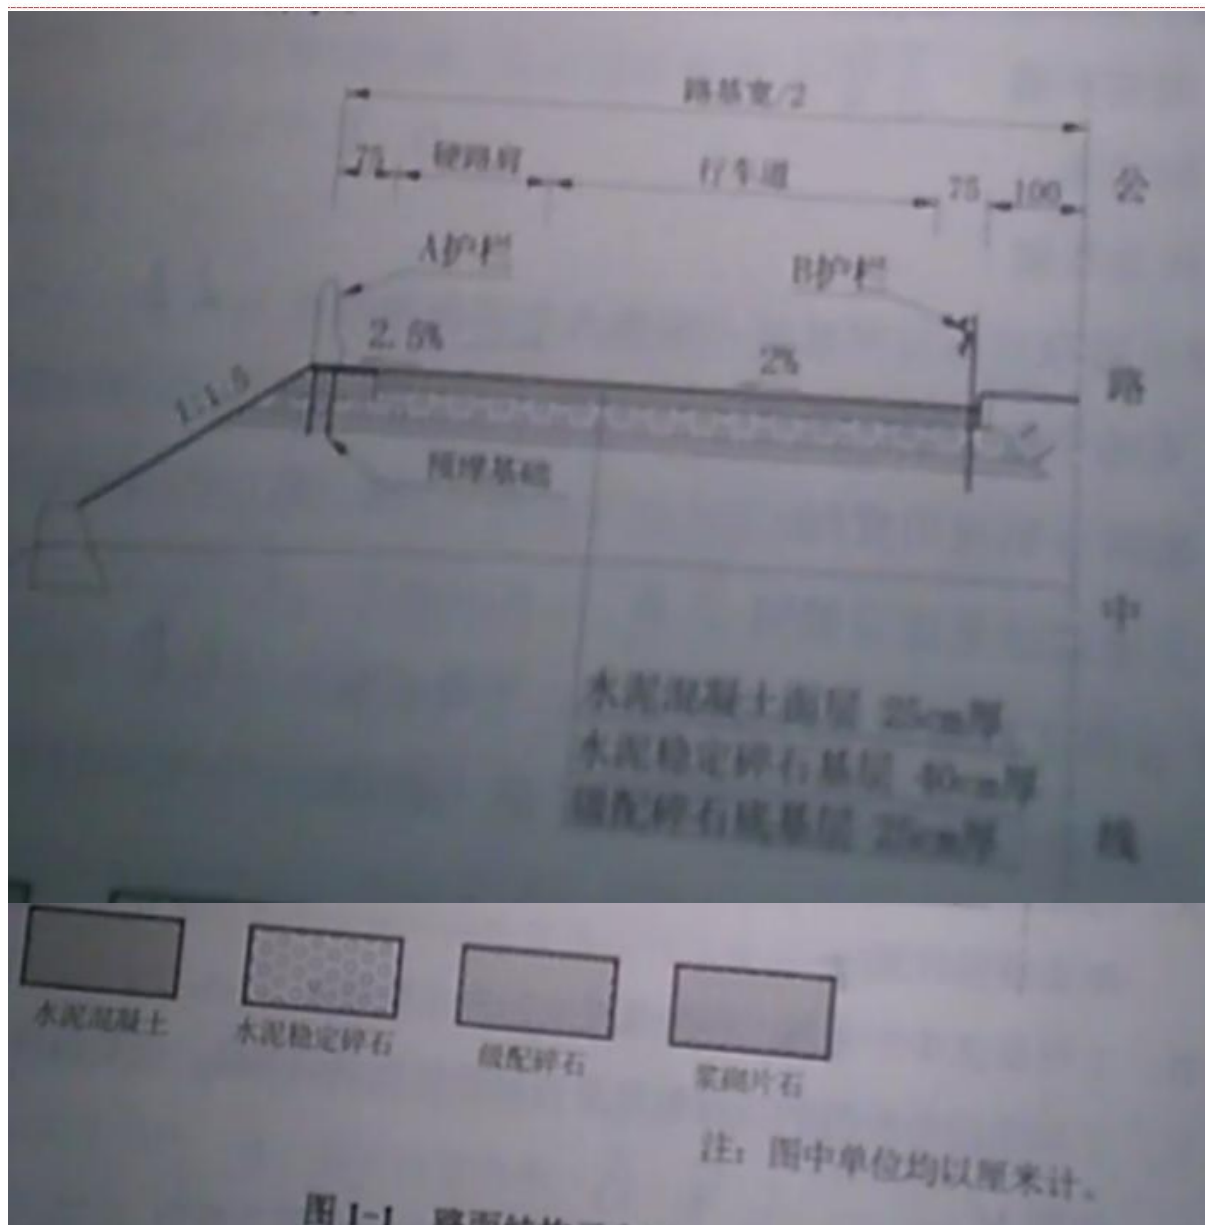 路基宽/2
75 硬路肩 行车道 75 100
公路中线
A护栏
B护栏
2.5%
2%
1:1.5
预埋基础
水泥混凝土面层 25cm厚
水泥稳定碎石基层 40cm厚
级配碎石底基层 25cm厚
水泥混凝土
水泥稳定碎石
级配碎石
浆砌片石
注：图中单位均以厘米计。
图1-1 路面结构